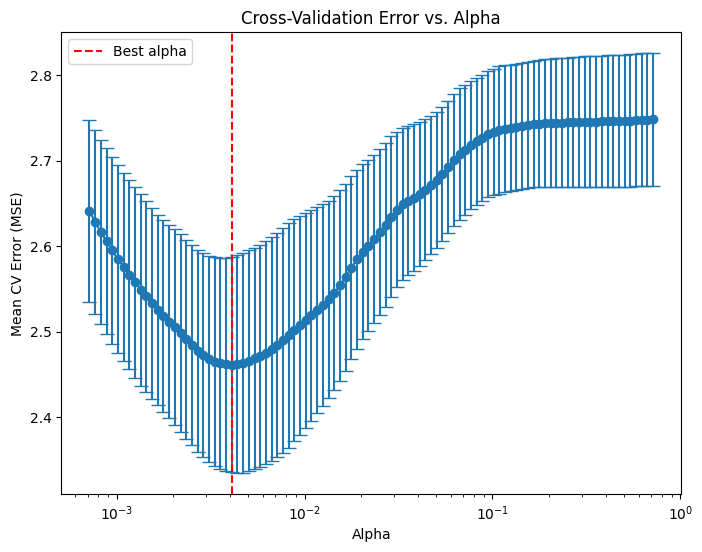 Cross-Validation Error vs. Alpha
Best alpha
Mean CV Error (MSE)
2.8
2.7
2.6
2.5
2.4
10⁻³
10⁻²
10⁻¹
10⁰
Alpha